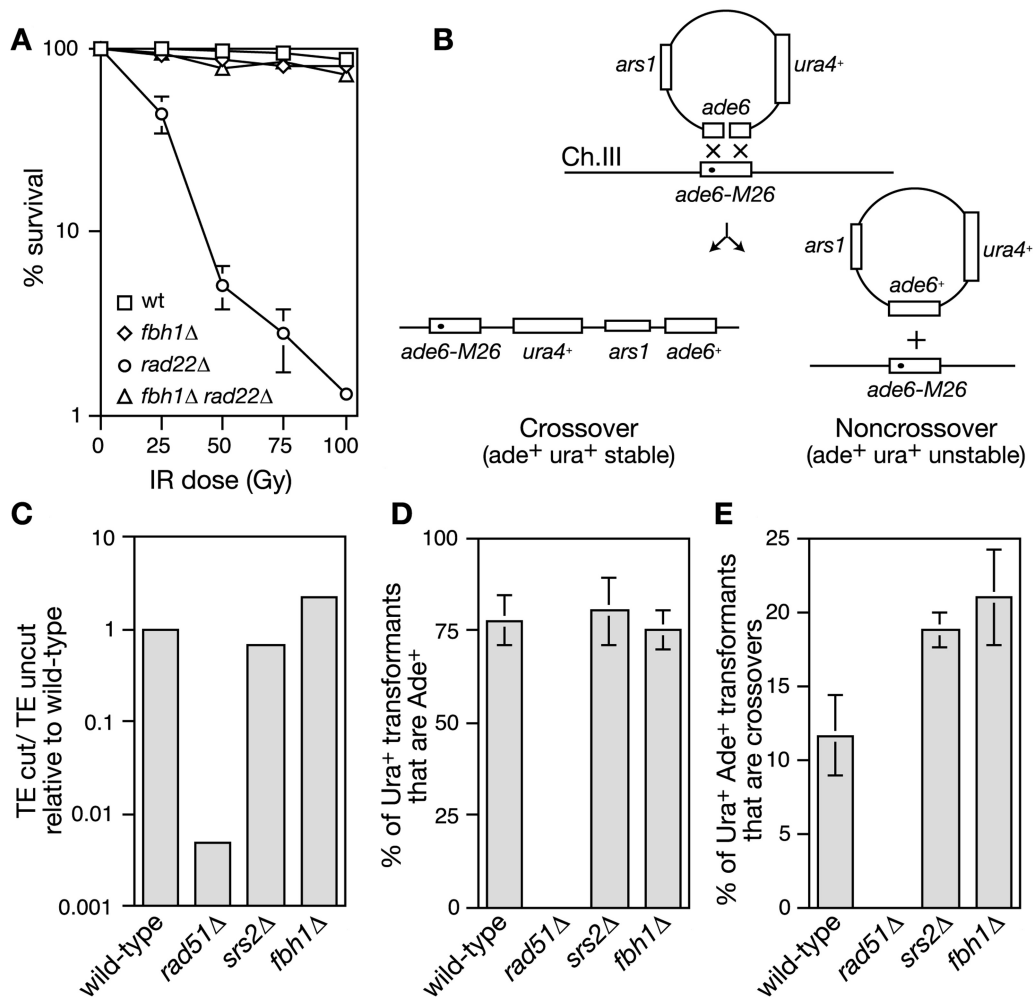 A
% survival
100
10
1
wt
fbh1Δ
rad22Δ
fbh1Δ rad22Δ
0 25 50 75 100
IR dose (Gy)
B
ars1
ura4+
ade6
Ch.III
ade6-M26
ars1
ura4+
ade6+
+
ade6-M26
ade6-M26 ura4+ ars1 ade6+
Crossover
(ade+ ura+ stable)
Noncrossover
(ade+ ura+ unstable)
C
TE cut/ TE uncut
relative to wild-type
10
1
0.1
0.01
0.001
wild-type
rad51Δ
srs2Δ
fbh1Δ
D
% of Ura+ transformants
that are Ade+
100
75
50
25
0
wild-type
rad51Δ
srs2Δ
fbh1Δ
E
% of Ura+ Ade+ transformants
that are crossovers
25
20
15
10
5
0
wild-type
rad51Δ
srs2Δ
fbh1Δ